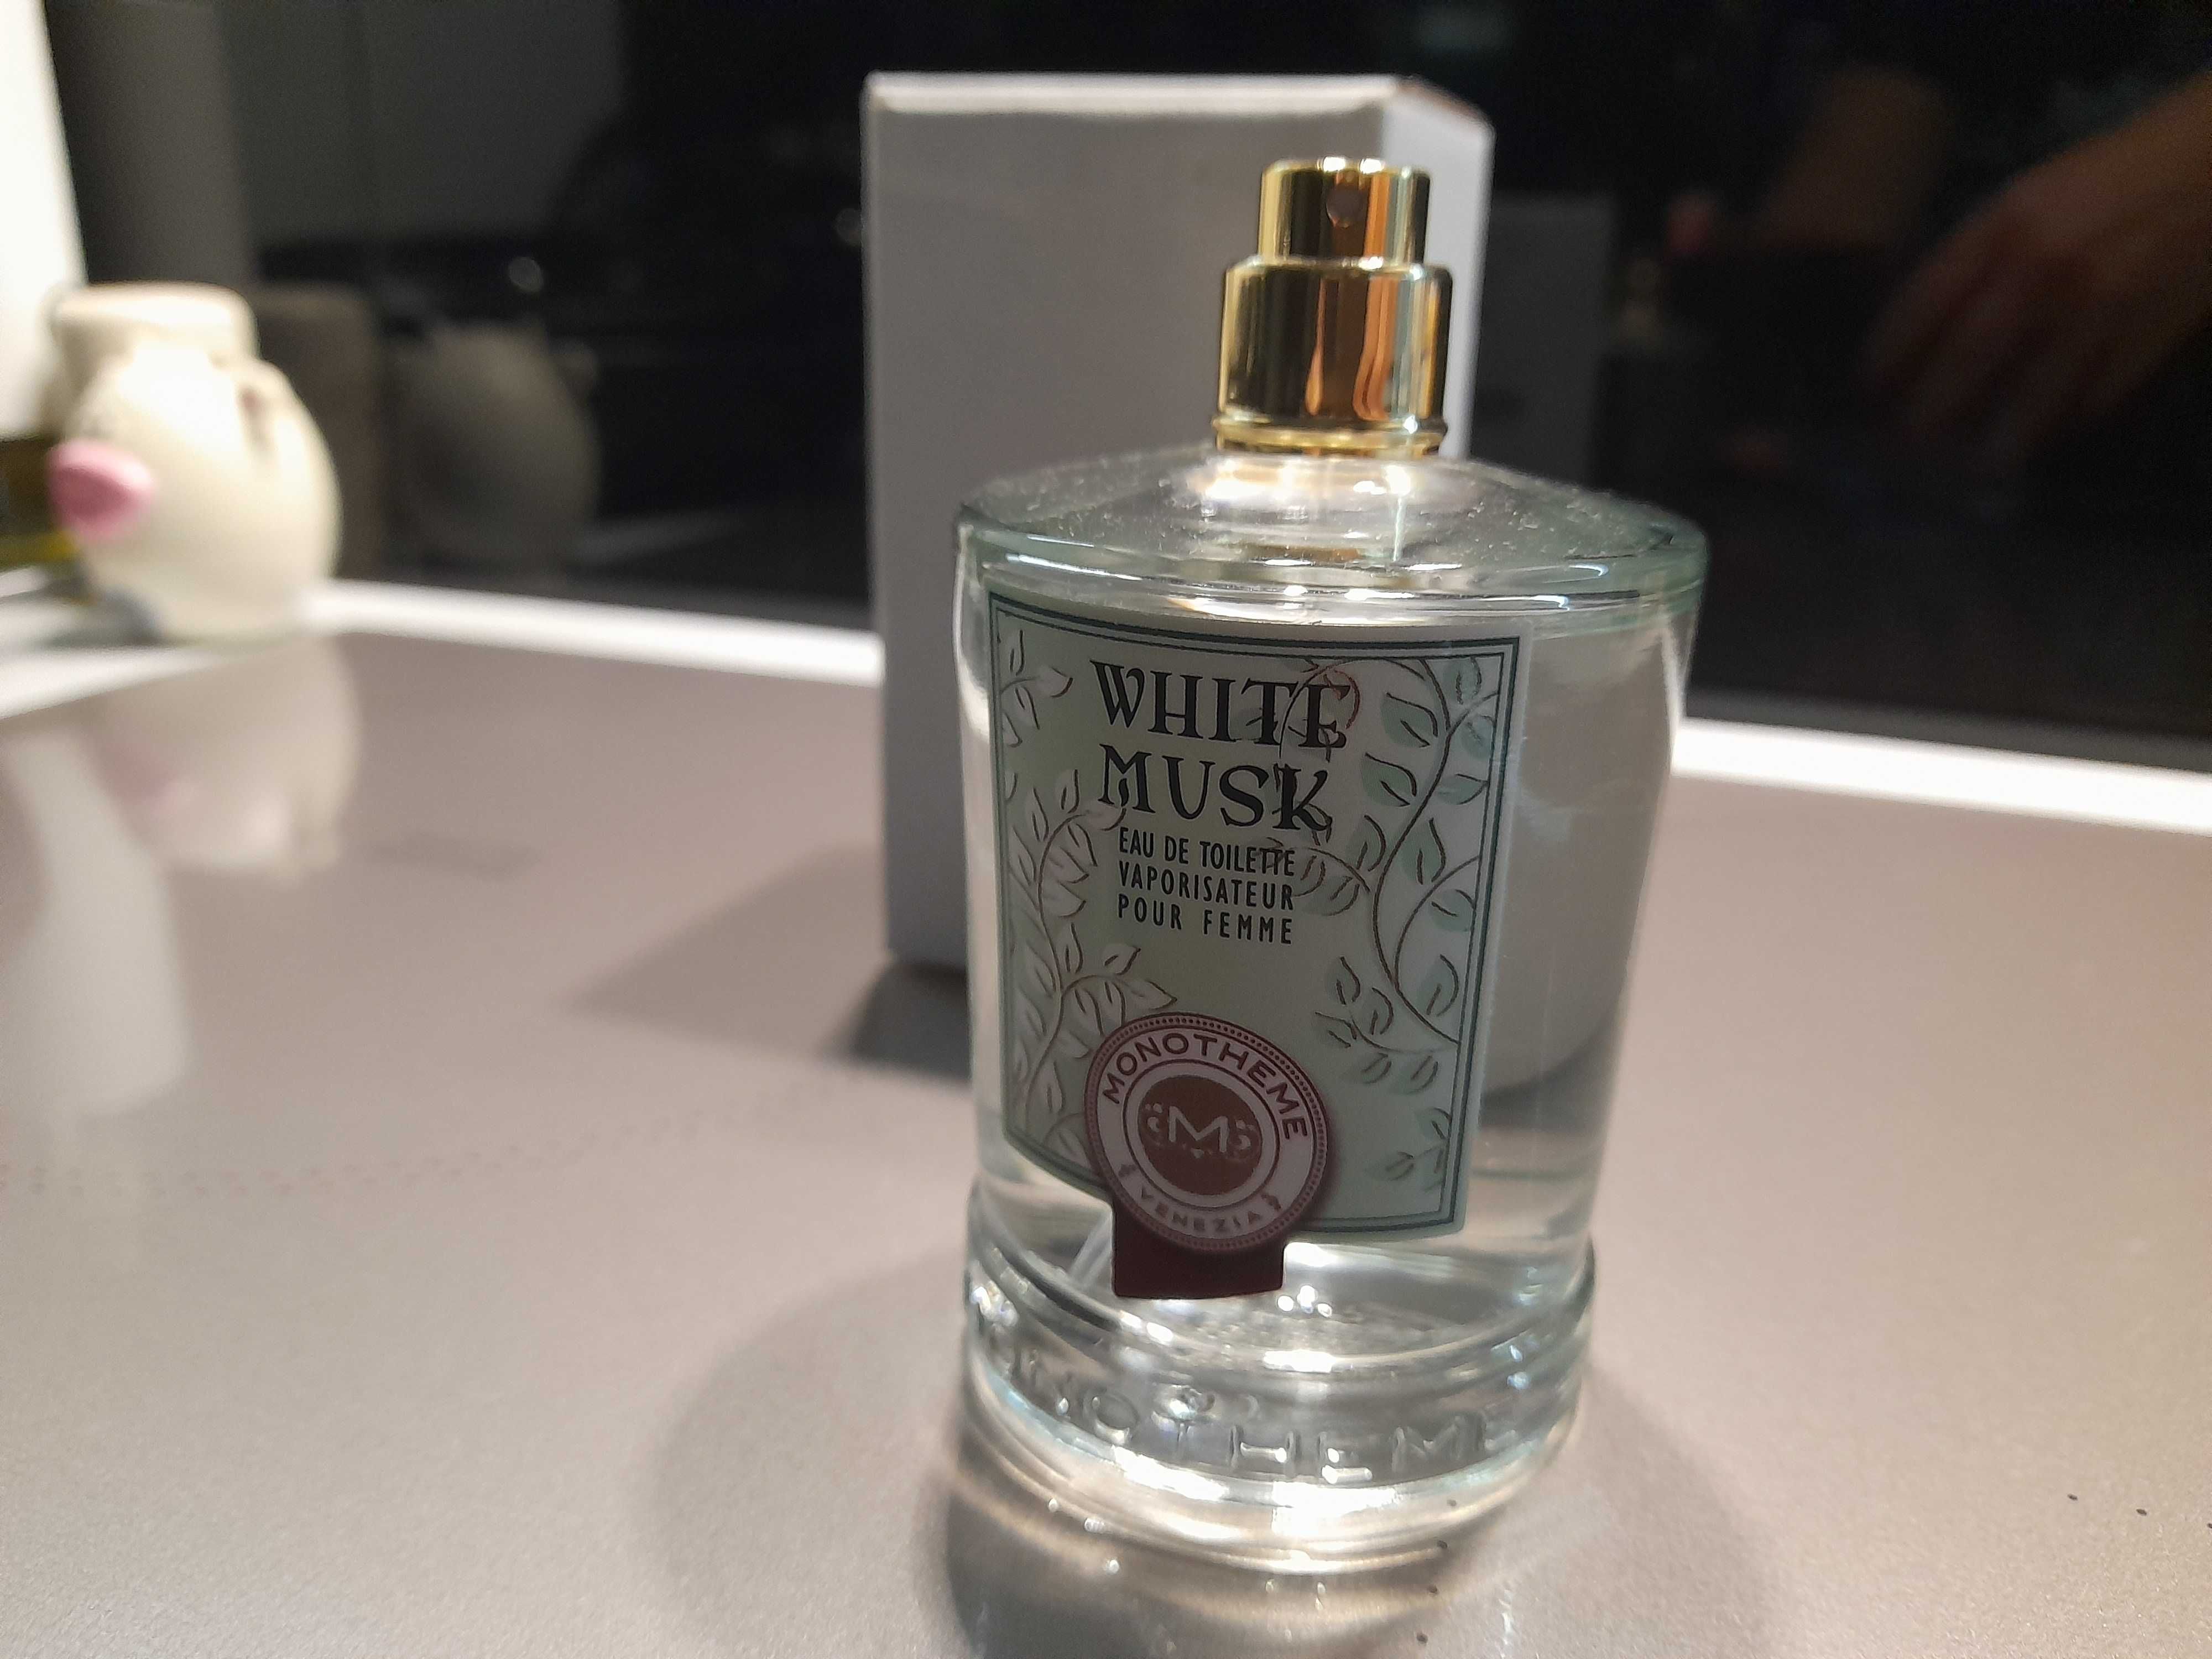 WHITE
MUSK
EAU DE TOILETTE
VAPORISATEUR
POUR FEMME
MONOTHEME
M
VENEZIA
MONOTHEME